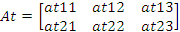 At = [at11 at12 at13
at21 at22 at23]